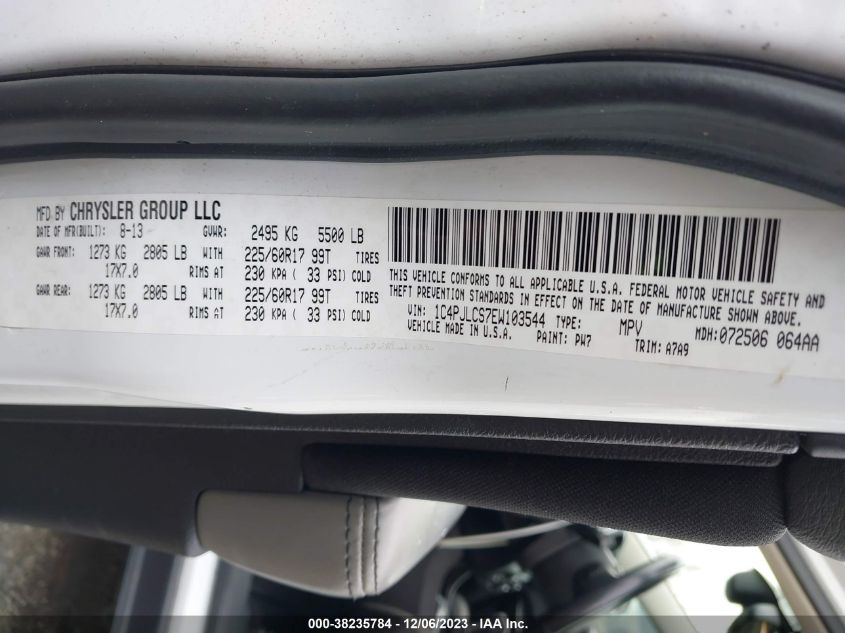 MFD BY CHRYSLER GROUP LLC
DATE OF MFR(BUILT): 8-13 GVWR: 2495 KG 5500 LB
GAWR FRONT: 1273 KG 2805 LB WITH 225/60R17 99T TIRES
17X7.0 RIMS AT 230 KPA ( 33 PSI) COLD
GAWR REAR: 1273 KG 2805 LB WITH 225/60R17 99T TIRES
17X7.0 RIMS AT 230 KPA ( 33 PSI) COLD
THIS VEHICLE CONFORMS TO ALL APPLICABLE U.S.A. FEDERAL MOTOR VEHICLE SAFETY AND
THEFT PREVENTION STANDARDS IN EFFECT ON THE DATE OF MANUFACTURE SHOWN ABOVE.
VIN: 1C4PJLCS7EW103544 TYPE: MPV MDH:072506 064AA
VEHICLE MADE IN U.S.A. PAINT: PW7 TRIM: A7A9
000-38235784 - 12/06/2023 - IAA Inc.